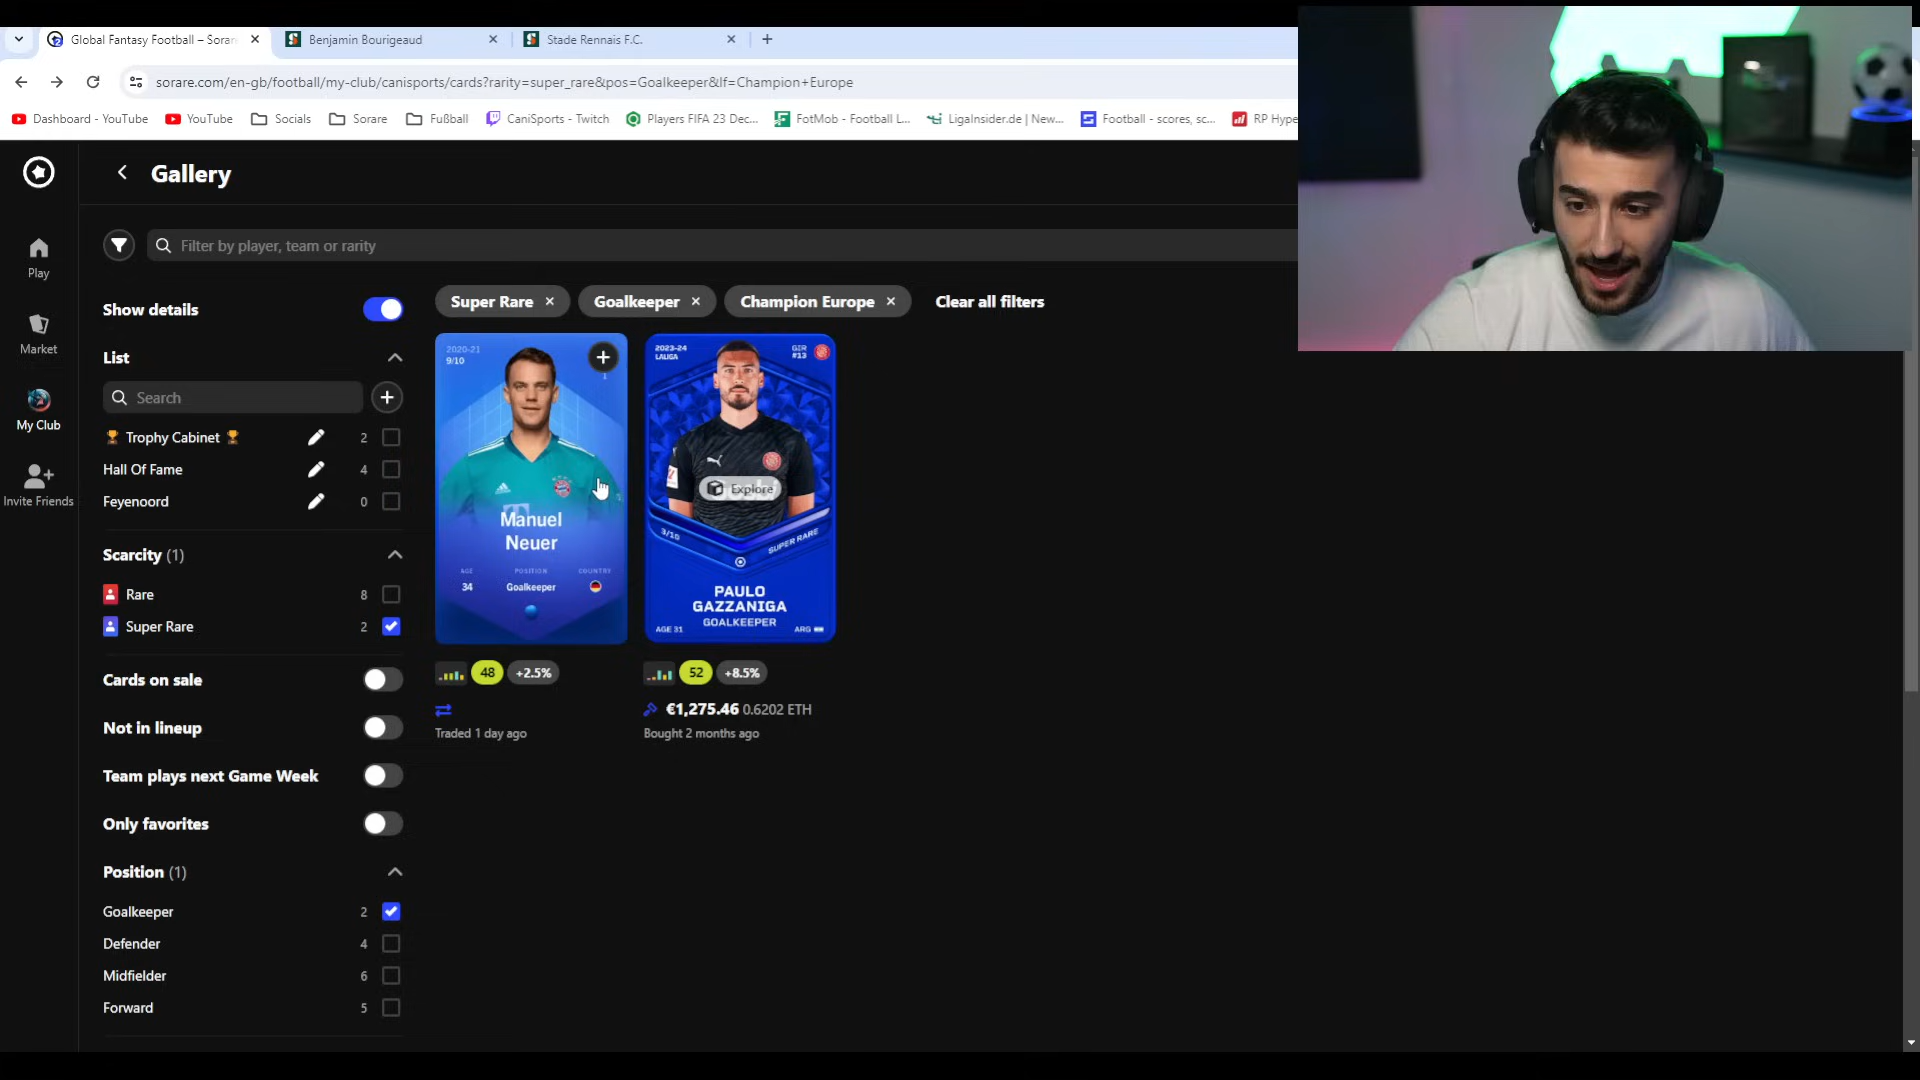 Global Fantasy Football – Sorar
Benjamin Bourigeaud
Stade Rennais F.C.
sorare.com/en-gb/football/my-club/canisports/cards?rarity=super_rare&pos=Goalkeeper&lf=Champion+Europe
Dashboard - YouTube
YouTube
Socials
Sorare
Fußball
CaniSports - Twitch
Players FIFA 23 Dec...
FotMob - Football L...
LigaInsider.de | New...
Football - scores, sc...
RP Hype
Gallery
Play
Market
My Club
Invite Friends
Filter by player, team or rarity
Show details
List
Search
🏆 Trophy Cabinet 🏆 2
Hall Of Fame 4
Feyenoord 0
Scarcity (1)
Rare 8
Super Rare 2
Cards on sale
Not in lineup
Team plays next Game Week
Only favorites
Position (1)
Goalkeeper 2
Defender 4
Midfielder 6
Forward 5
Super Rare ×
Goalkeeper ×
Champion Europe ×
Clear all filters
2020-21
9/10
1
Manuel
Neuer
AGE POSITION COUNTRY
34 Goalkeeper
48 +2.5%
Traded 1 day ago
2023-24
LALIGA
GIR
#13
Explore
3/10
SUPER RARE
PAULO
GAZZANIGA
GOALKEEPER
AGE 31
ARG
52 +8.5%
€1,275.46 0.6202 ETH
Bought 2 months ago